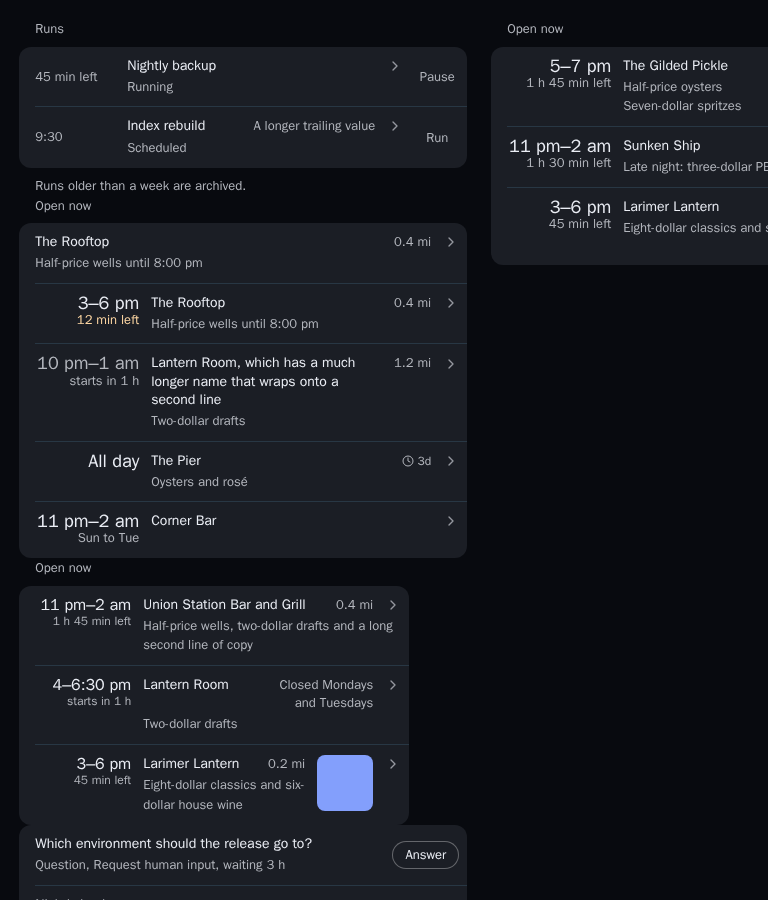 Runs
45 min left
Nightly backup
Running
Pause
9:30
Index rebuild
A longer trailing value
Scheduled
Run
Runs older than a week are archived.
Open now
The Rooftop
0.4 mi
Half-price wells until 8:00 pm
3–6 pm
The Rooftop
0.4 mi
12 min left
Half-price wells until 8:00 pm
10 pm–1 am
starts in 1 h
Lantern Room, which has a much
longer name that wraps onto a
second line
1.2 mi
Two-dollar drafts
All day
The Pier
3d
Oysters and rosé
11 pm–2 am
Corner Bar
Sun to Tue
Open now
11 pm–2 am
1 h 45 min left
Union Station Bar and Grill
0.4 mi
Half-price wells, two-dollar drafts and a long
second line of copy
4–6:30 pm
starts in 1 h
Lantern Room
Closed Mondays
and Tuesdays
Two-dollar drafts
3–6 pm
45 min left
Larimer Lantern
0.2 mi
Eight-dollar classics and six-
dollar house wine
Which environment should the release go to?
Question, Request human input, waiting 3 h
Answer
Open now
5–7 pm
1 h 45 min left
The Gilded Pickle
Half-price oysters
Seven-dollar spritzes
11 pm–2 am
1 h 30 min left
Sunken Ship
Late night: three-dollar
3–6 pm
45 min left
Larimer Lantern
Eight-dollar classics and